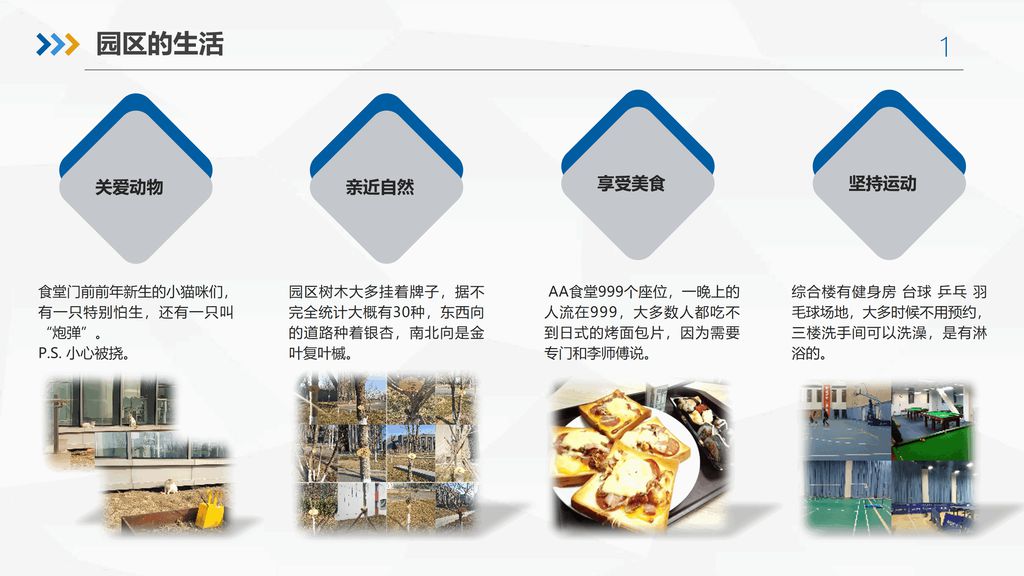 园区的生活
1
关爱动物
亲近自然
享受美食
坚持运动
食堂门前前年新生的小猫咪们，
有一只特别怕生，还有一只叫
“炮弹”。
P.S. 小心被挠。
园区树木大多挂着牌子，据不
完全统计大概有30种，东西向
的道路种着银杏，南北向是金
叶复叶槭。
AA食堂999个座位，一晚上的
人流在999，大多数人都吃不
到日式的烤面包片，因为需要
专门和李师傅说。
综合楼有健身房 台球 乒乓 羽
毛球场地，大多时候不用预约，
三楼洗手间可以洗澡，是有淋
浴的。